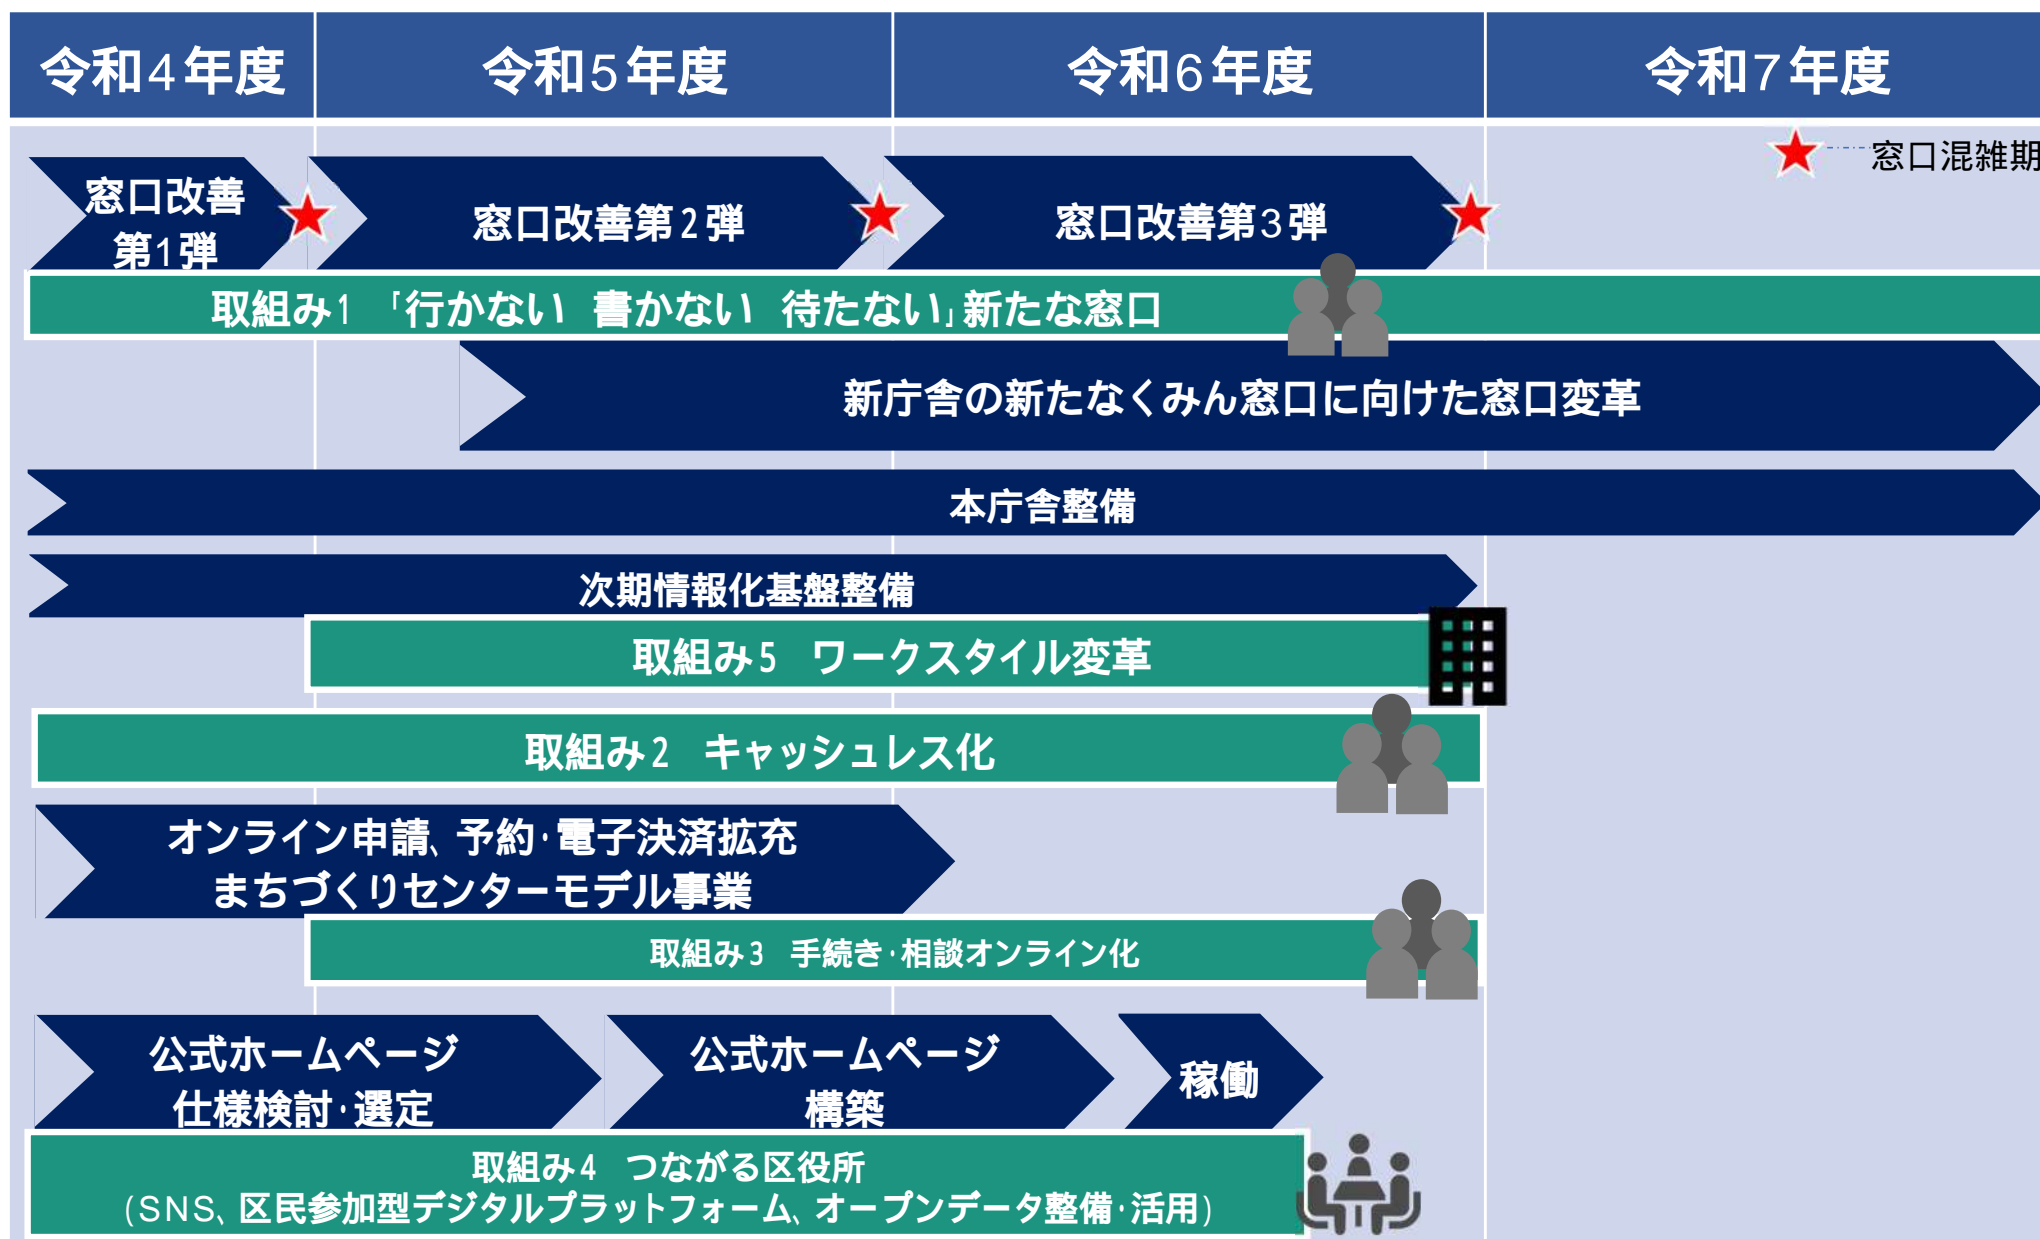 令和4年度
令和5年度
令和6年度
令和7年度
窓口混雑期
窓口改善
第1弾
窓口改善第2弾
窓口改善第3弾
取組み1 「行かない 書かない 待たない」新たな窓口
新庁舎の新たなくみん窓口に向けた窓口変革
本庁舎整備
次期情報化基盤整備
取組み5 ワークスタイル変革
取組み2 キャッシュレス化
オンライン申請、予約・電子決済拡充
まちづくりセンターモデル事業
取組み3 手続き・相談オンライン化
公式ホームページ
仕様検討・選定
公式ホームページ
構築
稼働
取組み4 つながる区役所
(SNS、区民参加型デジタルプラットフォーム、オープンデータ整備・活用)